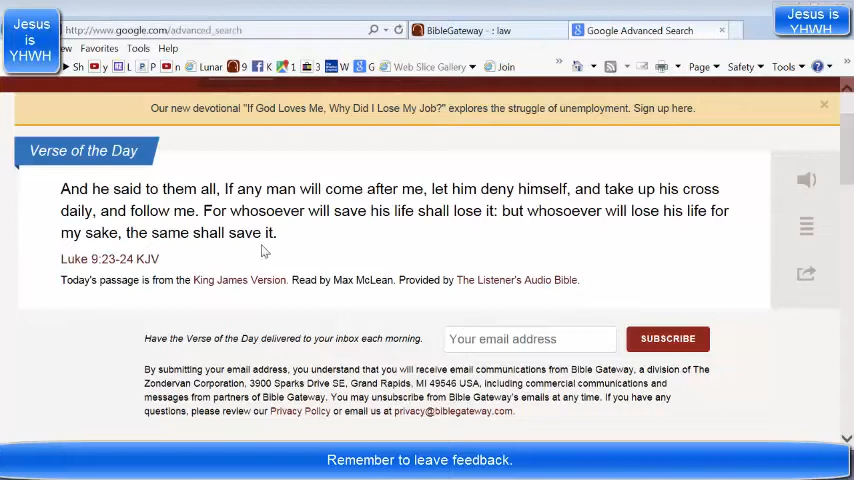 Jesus is YHWH
http://www.google.com/advanced_search
BibleGateway - : law
Google Advanced Search
Jesus is YHWH
Favorites Tools Help
Sh y L P n Lunar 9 K 1 3 W G Web Slice Gallery Join Page Safety Tools
Our new devotional "If God Loves Me, Why Did I Lose My Job?" explores the struggle of unemployment. Sign up here.
Verse of the Day
And he said to them all, If any man will come after me, let him deny himself, and take up his cross
daily, and follow me. For whosoever will save his life shall lose it: but whosoever will lose his life for
my sake, the same shall save it.
Luke 9:23-24 KJV
Today's passage is from the King James Version. Read by Max McLean. Provided by The Listener's Audio Bible.
Have the Verse of the Day delivered to your inbox each morning.
Your email address
SUBSCRIBE
By submitting your email address, you understand that you will receive email communications from Bible Gateway, a division of The
Zondervan Corporation, 3900 Sparks Drive SE, Grand Rapids, MI 49546 USA, including commercial communications and
messages from partners of Bible Gateway. You may unsubscribe from Bible Gateway's emails at any time. If you have any
questions, please review our Privacy Policy or email us at privacy@biblegateway.com.
Remember to leave feedback.